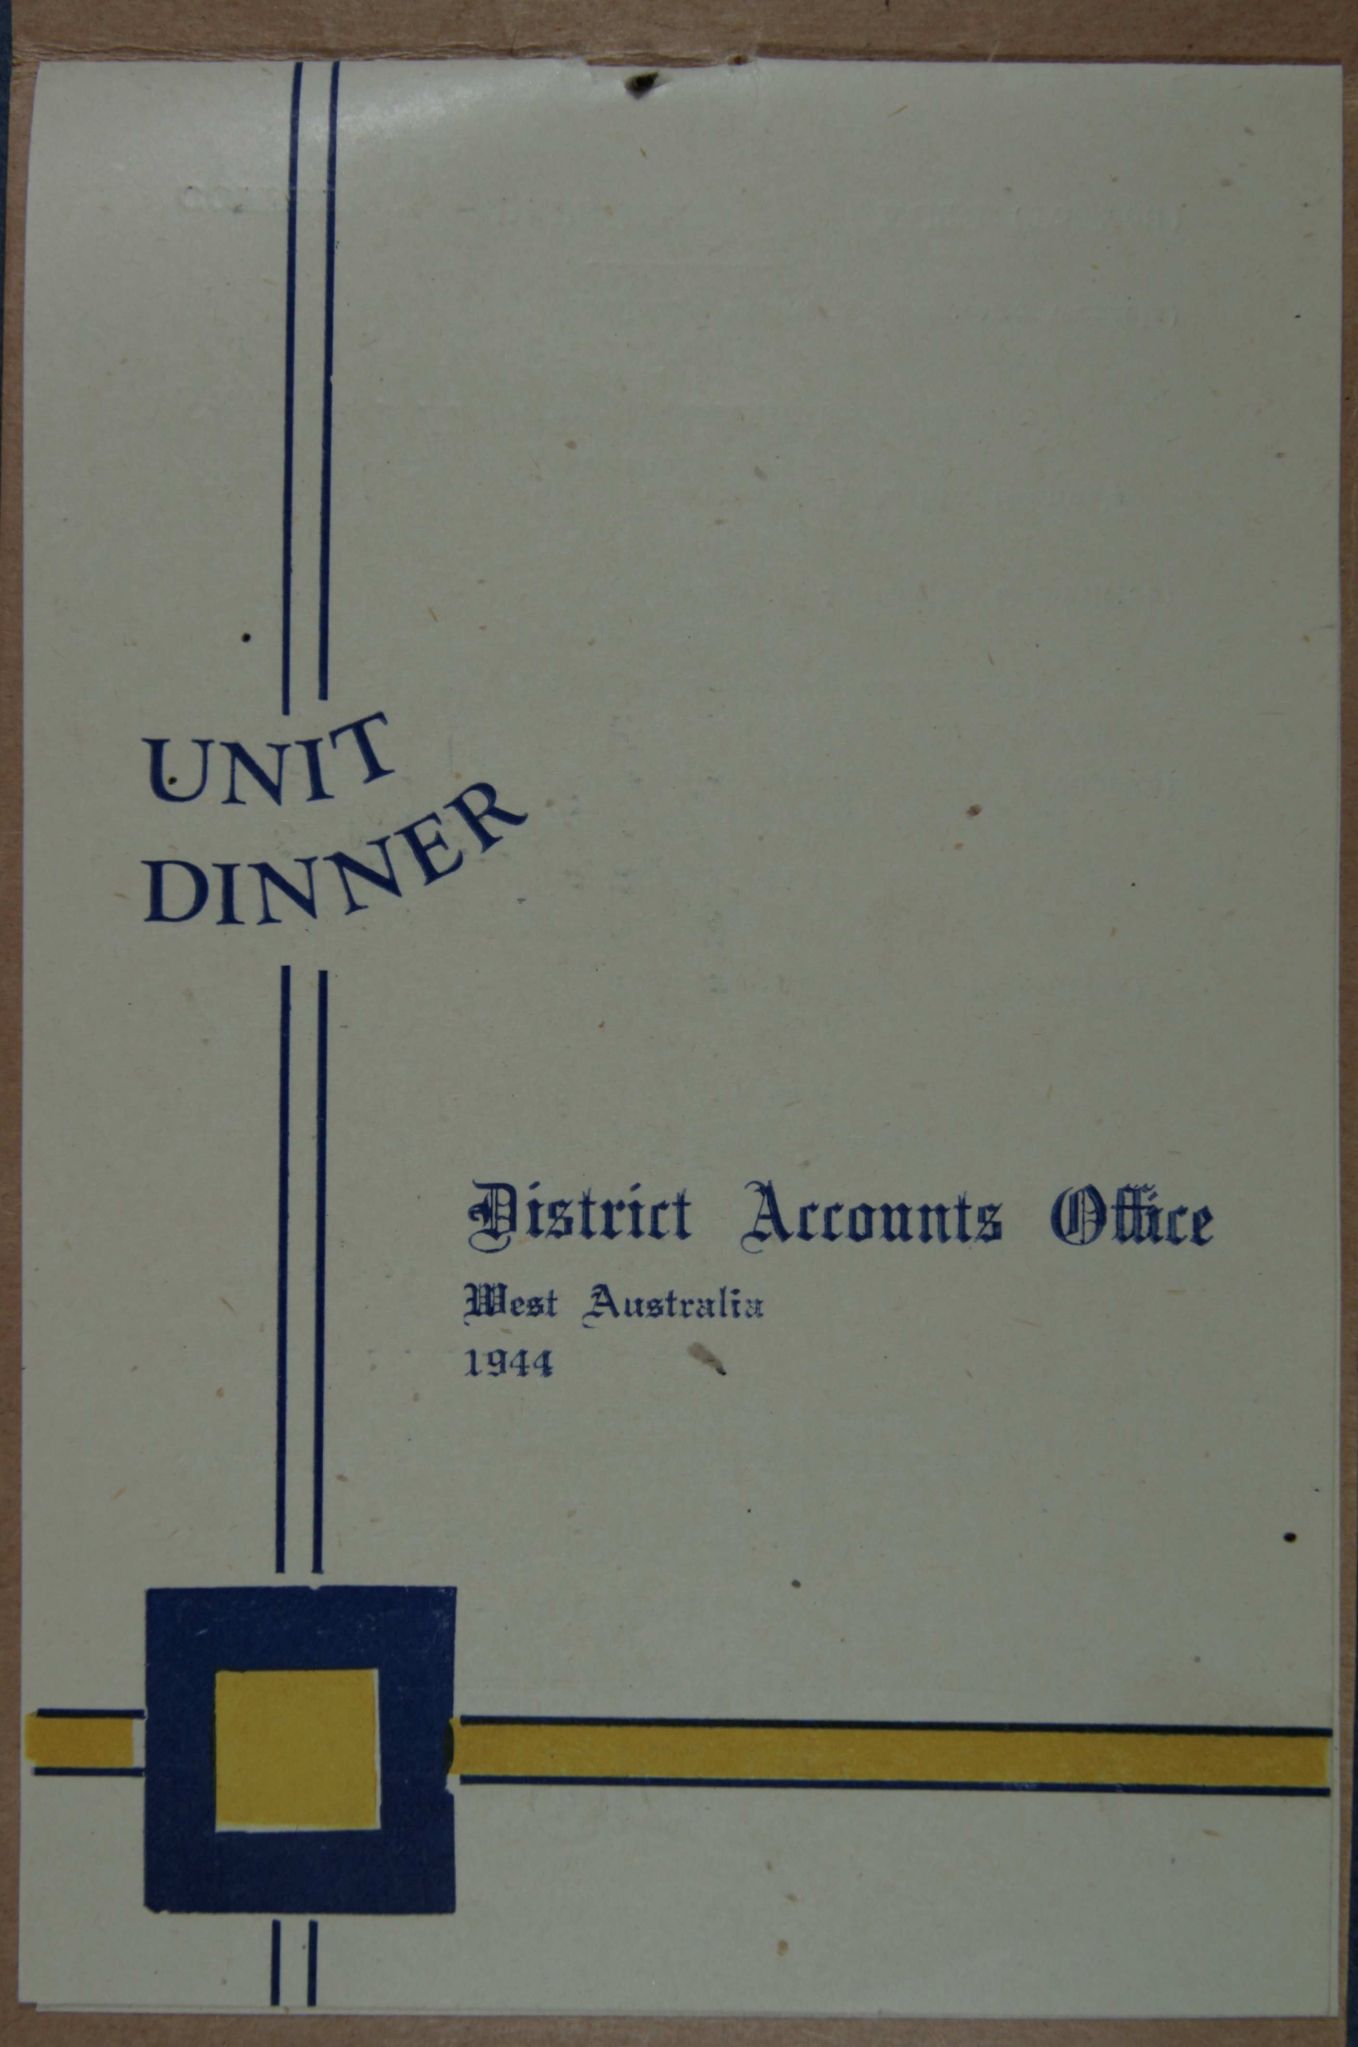 UNIT
DINNER
District Accounts Office
West Australia
1944